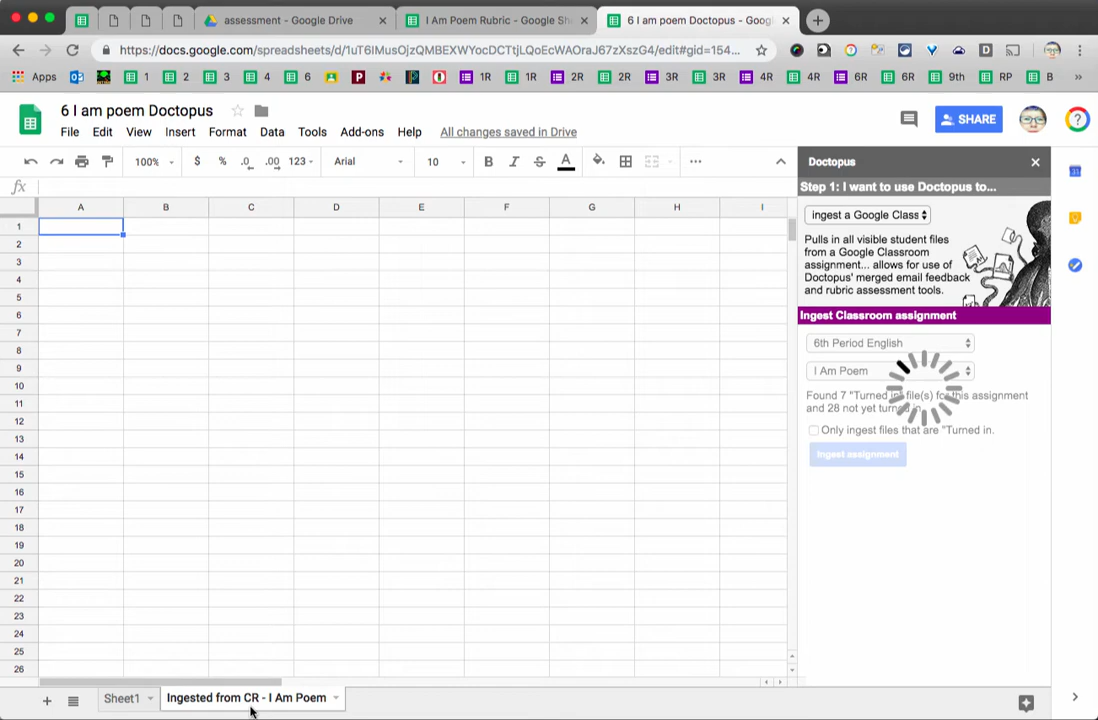 assessment - Google Drive
I Am Poem Rubric - Google She
6 I am poem Doctopus - Goog
https://docs.google.com/spreadsheets/d/1uT6IMusOjzQMBEXWYocDCTtjLQoEcWAOraJ67zXszG4/edit#gid=154...
Apps 1 2 3 4 6 1R 1R 2R 2R 3R 3R 4R 4R 6R 6R 9th RP B »
6 I am poem Doctopus
SHARE
File Edit View Insert Format Data Tools Add-ons Help All changes saved in Drive
100% $ % .0 .00 123 Arial 10 B I S A
fx
A B C D E F G H I
1
2
3
4
5
6
7
8
9
10
11
12
13
14
15
16
17
18
19
20
21
22
23
24
25
26
Sheet1
Ingested from CR - I Am Poem
Doctopus
Step 1: I want to use Doctopus to...
ingest a Google Class
Pulls in all visible student files
from a Google Classroom
assignment... allows for use of
Doctopus' merged email feedback
and rubric assessment tools.
Ingest Classroom assignment
6th Period English
I Am Poem
Found 7 "Turned in" file(s) for this assignment
and 28 not yet turned in.
Only ingest files that are "Turned in.
Ingest assignment